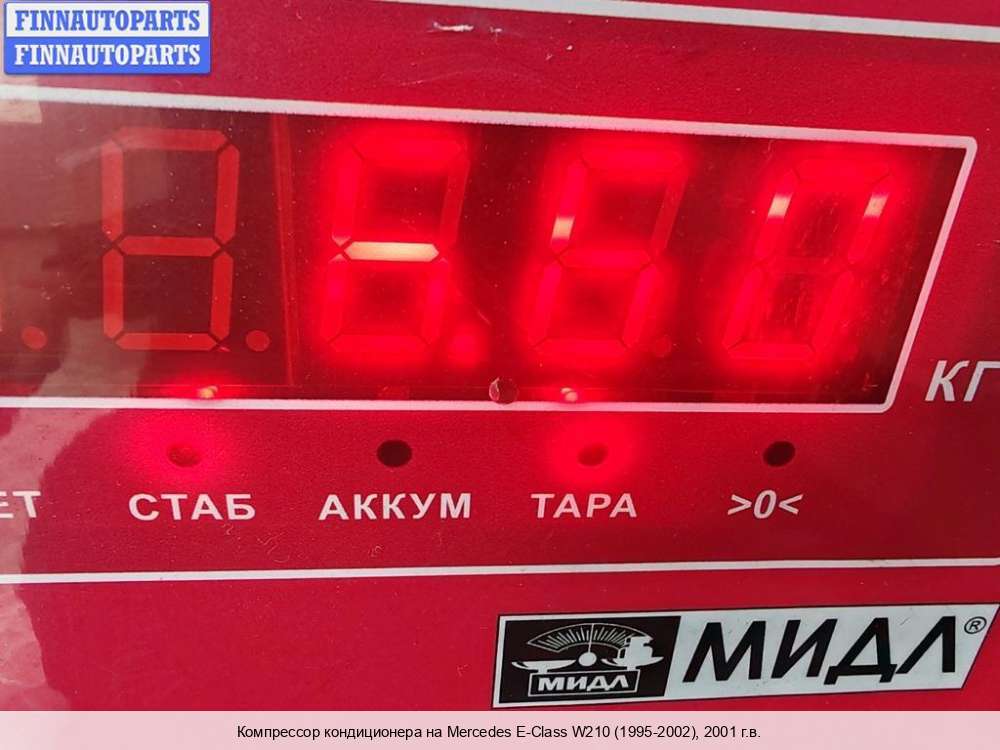 FINNAUTOPARTS
FINNAUTOPARTS
КГ
СТАБ АККУМ ТАРА >0<
МИДЛ МИДЛ®
Компрессор кондиционера на Mercedes E-Class W210 (1995-2002), 2001 г.в.